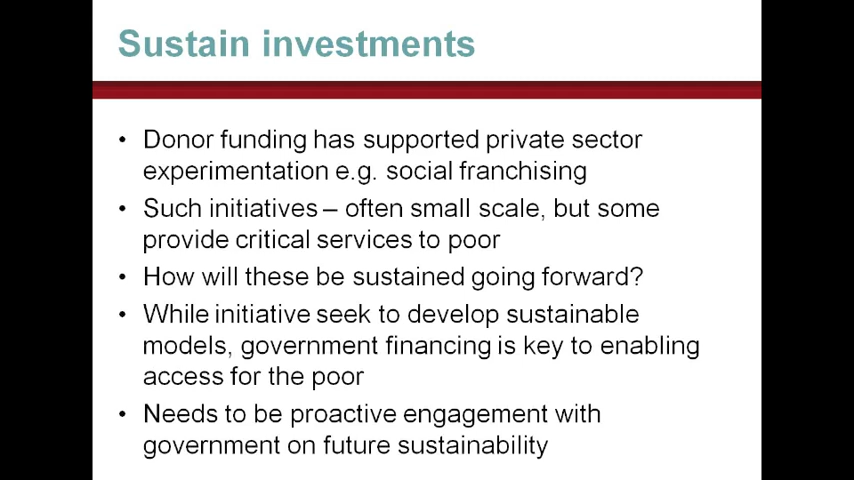 Sustain investments
• Donor funding has supported private sector
experimentation e.g. social franchising
• Such initiatives – often small scale, but some
provide critical services to poor
• How will these be sustained going forward?
• While initiative seek to develop sustainable
models, government financing is key to enabling
access for the poor
• Needs to be proactive engagement with
government on future sustainability